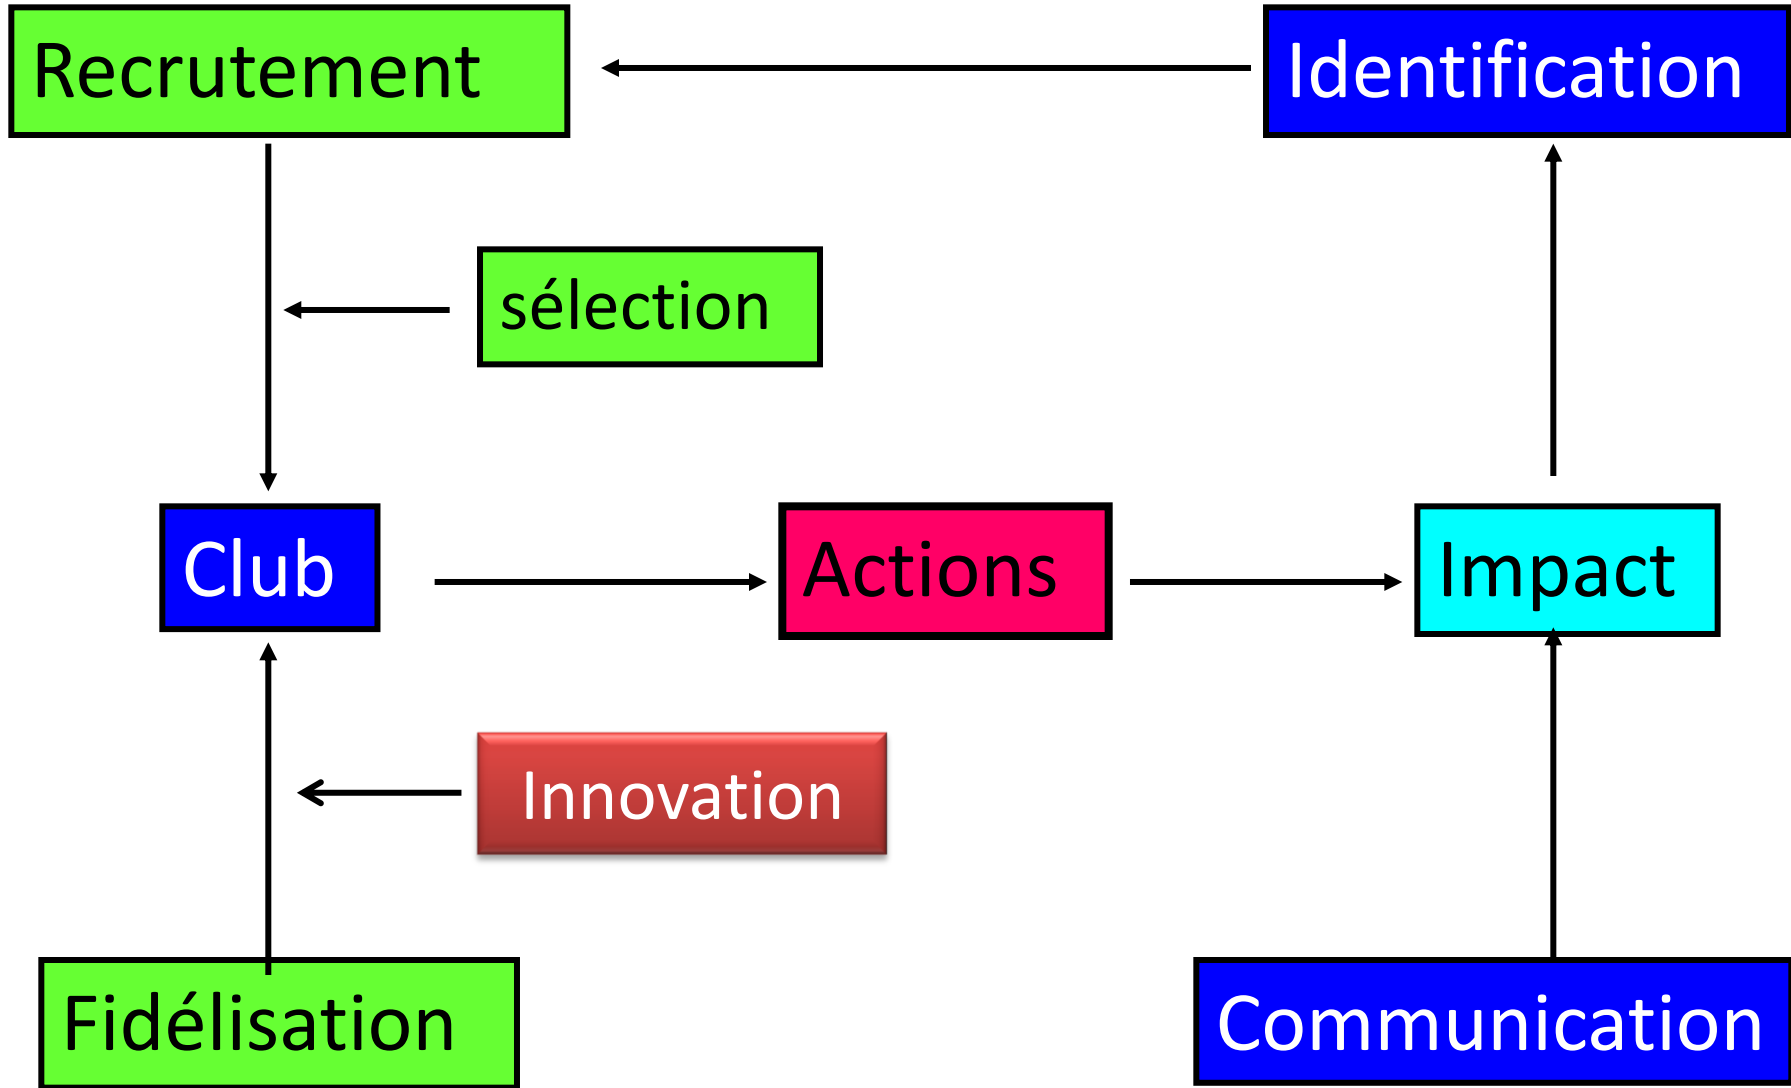 Recrutement
Identification
sélection
Club
Actions
Impact
Innovation
Fidélisation
Communication